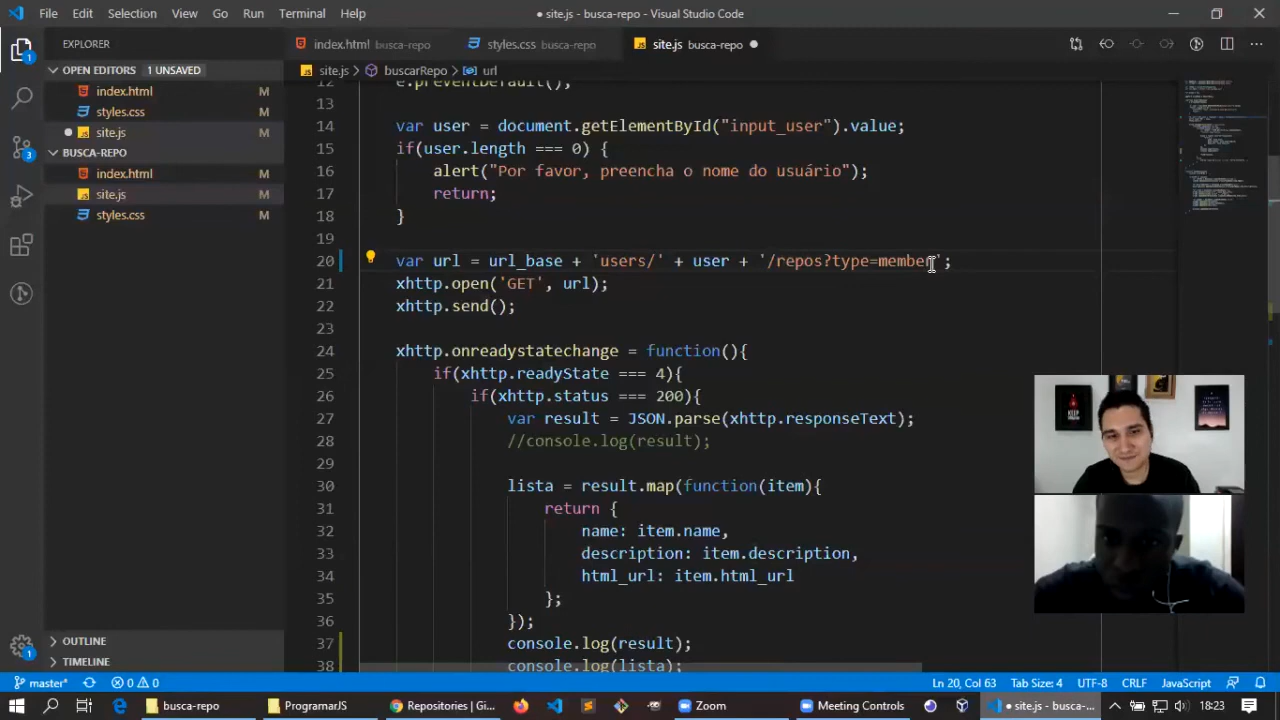 File Edit Selection View Go Run Terminal Help
● site.js - busca-repo - Visual Studio Code
EXPLORER
index.html busca-repo
styles.css busca-repo
site.js busca-repo ●
OPEN EDITORS 1 UNSAVED
index.html M
styles.css M
● site.js M
BUSCA-REPO
index.html M
site.js M
styles.css M
OUTLINE
TIMELINE
site.js > buscarRepo > url
12 e.preventDefault();
13
14 var user = document.getElementById("input_user").value;
15 if(user.length === 0) {
16 alert("Por favor, preencha o nome do usuário");
17 return;
18 }
19
20 var url = url_base + 'users/' + user + '/repos?type=member';
21 xhttp.open('GET', url);
22 xhttp.send();
23
24 xhttp.onreadystatechange = function(){
25 if(xhttp.readyState === 4){
26 if(xhttp.status === 200){
27 var result = JSON.parse(xhttp.responseText);
28 //console.log(result);
29
30 lista = result.map(function(item){
31 return {
32 name: item.name,
33 description: item.description,
34 html_url: item.html_url
35 };
36 });
37 console.log(result);
38 console.log(lista);
master* 0 0 Ln 20, Col 63 Tab Size: 4 UTF-8 CRLF JavaScript
busca-repo ProgramarJS Repositories | Gi... Zoom Meeting Controls ● site.js - busca-... 18:23